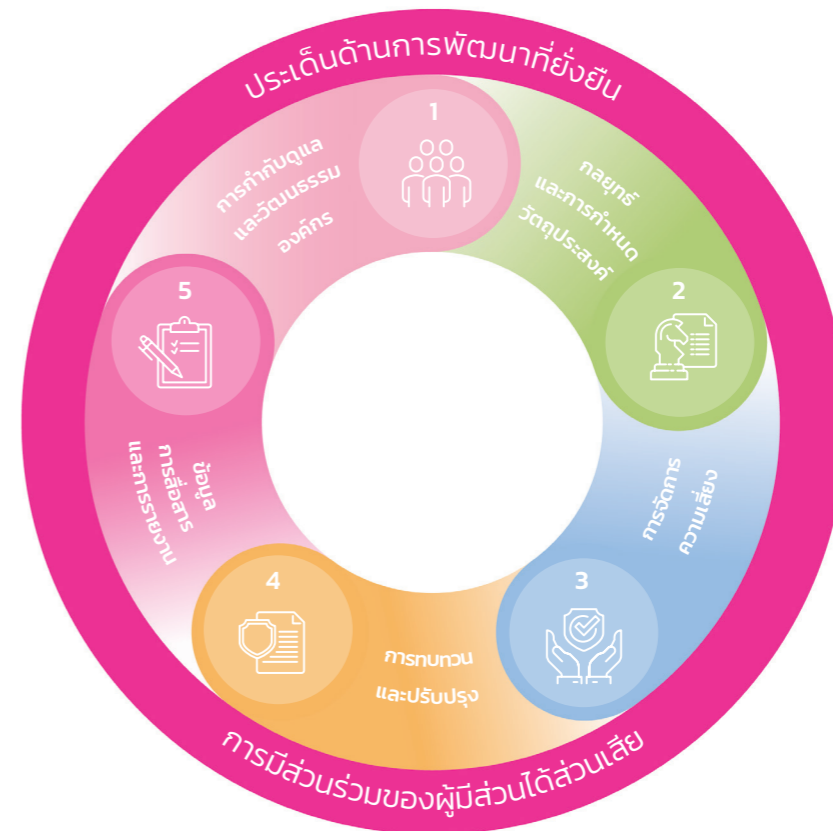 ประเด็นด้านการพัฒนาที่ยั่งยืน
1
การกำกับดูแล
และวัฒนธรรม
องค์กร
2
กลยุทธ์
และการกำหนด
วัตถุประสงค์
3
การจัดการ
ความเสี่ยง
4
การทบทวน
และปรับปรุง
5
ข้อมูล
การสื่อสาร
และการรายงาน
การมีส่วนร่วมของผู้มีส่วนได้ส่วนเสีย